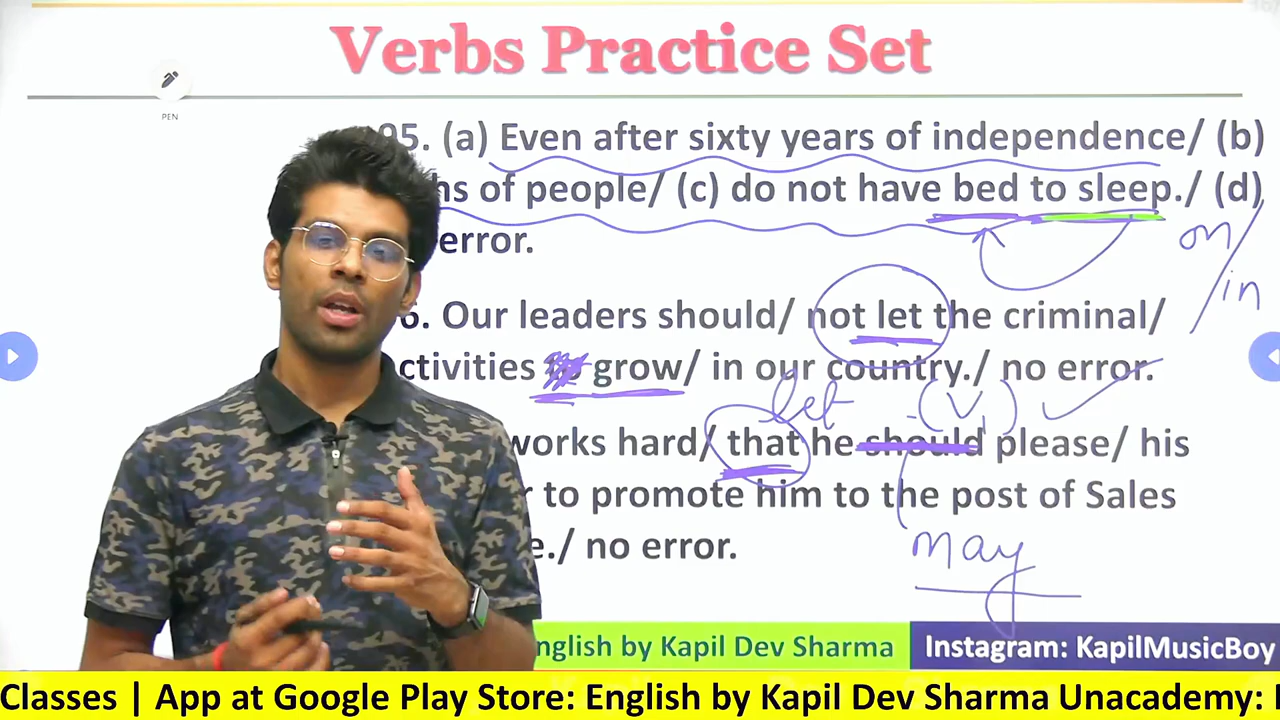 Verbs Practice Set
PEN
95. (a) Even after sixty years of independence/ (b)
hs of people/ (c) do not have bed to sleep./ (d)
error.
on/
in
6. Our leaders should/ not let the criminal/
ctivities grow/ in our country./ no error.
let (V1)
works hard/ that he should please/ his
r to promote him to the post of Sales
e./ no error.
may
nglish by Kapil Dev Sharma
Instagram: KapilMusicBoy
Classes | App at Google Play Store: English by Kapil Dev Sharma Unacademy: